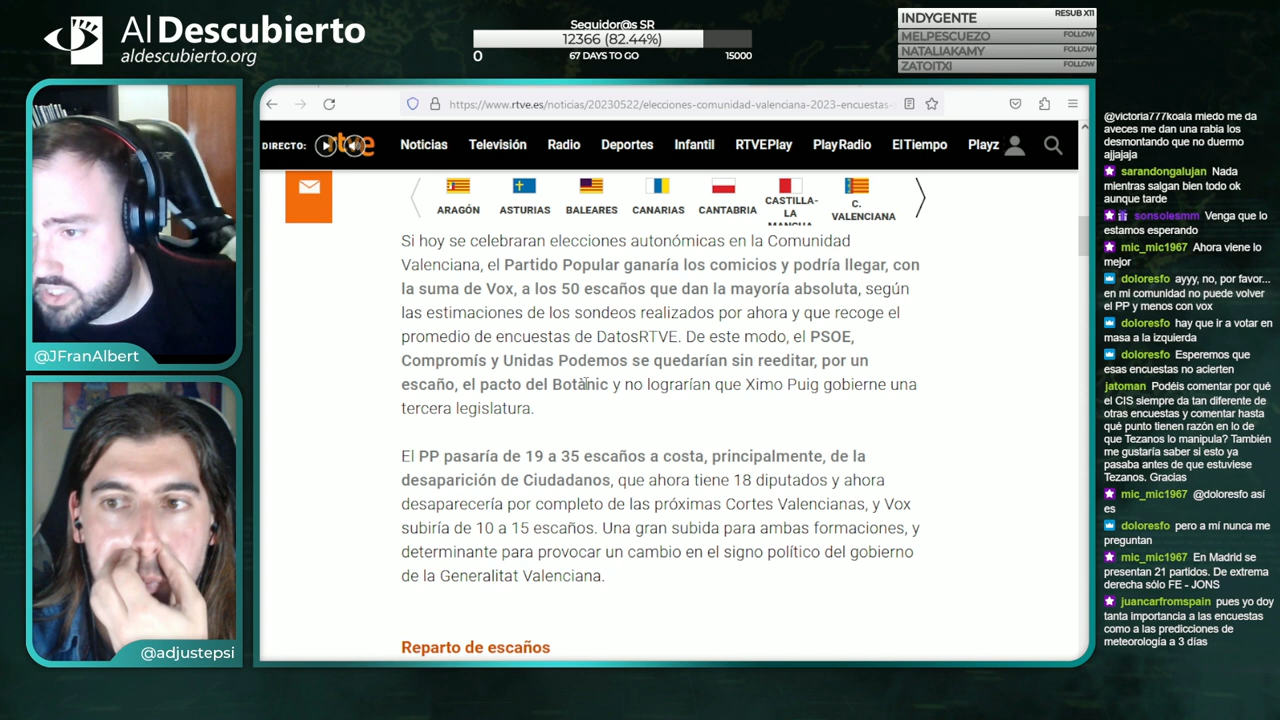 Al Descubierto
aldescubierto.org
Seguidor@s SR
12366 (82.44%)
0
67 DAYS TO GO
15000
INDYGENTE
RESUB X11
MELPESCUEZO
FOLLOW
NATALIAKAMY
FOLLOW
ZATOITXI
FOLLOW
@JFranAlbert
@adjustepsi
https://www.rtve.es/noticias/20230522/elecciones-comunidad-valenciana-2023-encuestas-
DIRECTO:
rtve
Noticias
Televisión
Radio
Deportes
Infantil
RTVEPlay
PlayRadio
ElTiempo
Playz
ARAGÓN
ASTURIAS
BALEARES
CANARIAS
CANTABRIA
CASTILLA-
LA
MANCHA
C.
VALENCIANA
Si hoy se celebraran elecciones autonómicas en la Comunidad
Valenciana, el Partido Popular ganaría los comicios y podría llegar, con
la suma de Vox, a los 50 escaños que dan la mayoría absoluta, según
las estimaciones de los sondeos realizados por ahora y que recoge el
promedio de encuestas de DatosRTVE. De este modo, el PSOE,
Compromís y Unidas Podemos se quedarían sin reeditar, por un
escaño, el pacto del Botànic y no lograrían que Ximo Puig gobierne una
tercera legislatura.
El PP pasaría de 19 a 35 escaños a costa, principalmente, de la
desaparición de Ciudadanos, que ahora tiene 18 diputados y ahora
desaparecería por completo de las próximas Cortes Valencianas, y Vox
subiría de 10 a 15 escaños. Una gran subida para ambas formaciones, y
determinante para provocar un cambio en el signo político del gobierno
de la Generalitat Valenciana.
Reparto de escaños
@victoria777koala miedo me da
aveces me dan una rabia los
desmontando que no duermo
ajjajaja
sarandongalujan Nada
mientras salgan bien todo ok
aunque tarde
sonsolesmm Venga que lo
estamos esperando
mic_mic1967 Ahora viene lo
mejor
doloresfo ayyy, no, por favor...
en mi comunidad no puede volver
el PP y menos con vox
doloresfo hay que ir a votar en
masa a la izquierda
doloresfo Esperemos que
esas encuestas no acierten
jatoman Podéis comentar por qué
el CIS siempre da tan diferente de
otras encuestas y comentar hasta
qué punto tienen razón en lo de
que Tezanos lo manipula? También
me gustaría saber si esto ya
pasaba antes de que estuviese
Tezanos. Gracias
mic_mic1967 @doloresfo así
es
doloresfo pero a mí nunca me
preguntan
mic_mic1967 En Madrid se
presentan 21 partidos. De extrema
derecha sólo FE - JONS
juancarfromspain pues yo doy
tanta importancia a las encuestas
como a las predicciones de
meteorología a 3 días